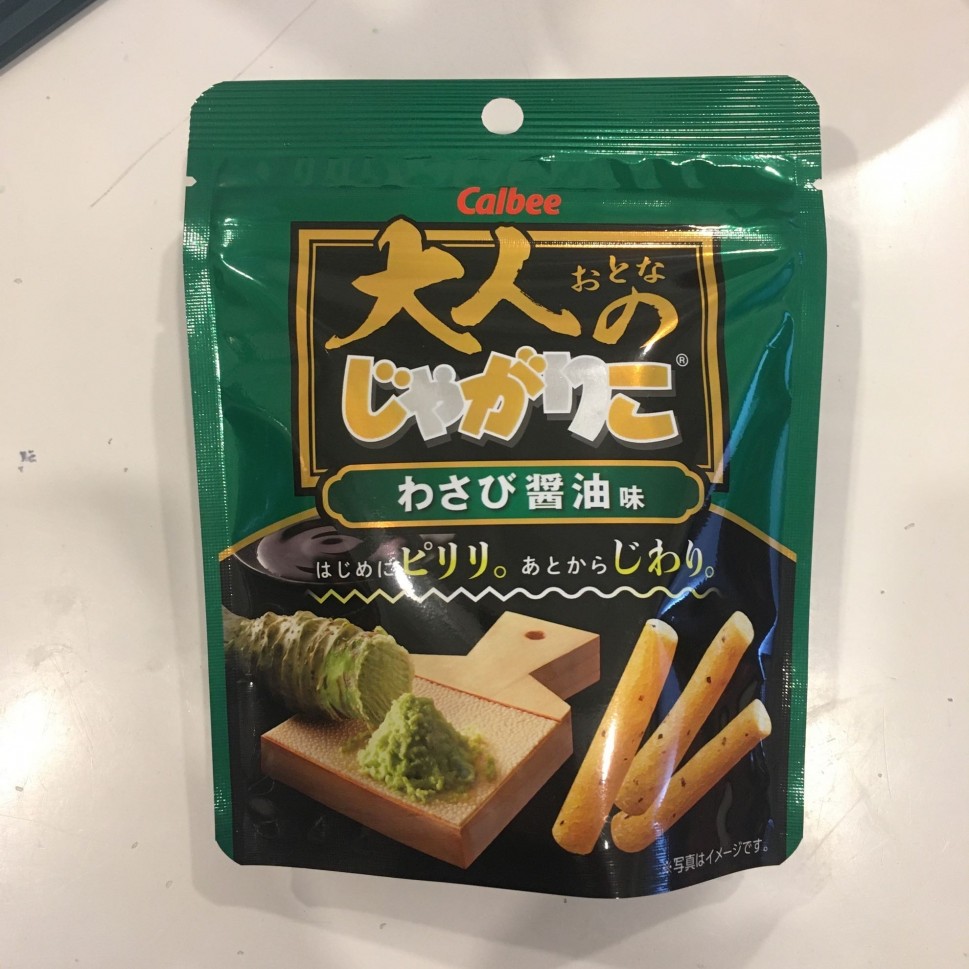 Calbee
おとな
大人の
じゃがりこ®
わさび醤油味
はじめにピリリ。あとからじわり。
※写真はイメージです。